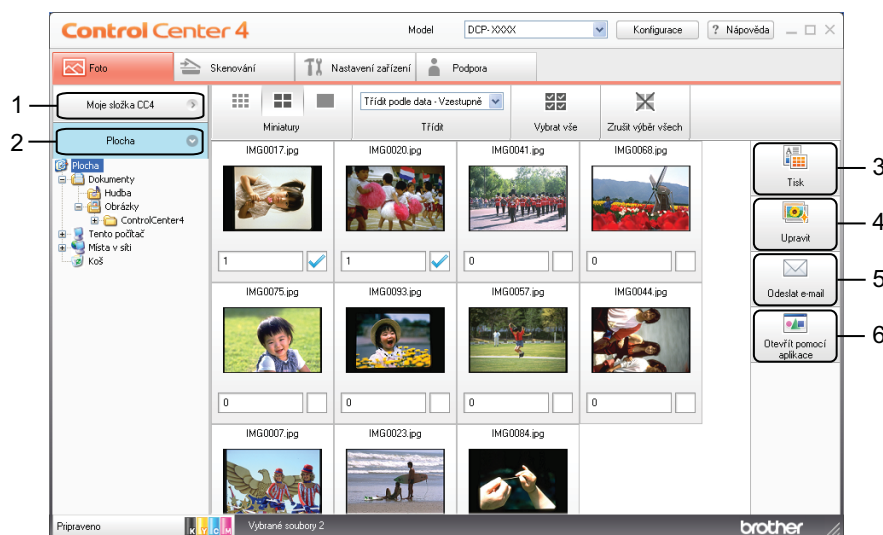 Control Center 4
Model
DCP-XXXX
Konfigurace
? Nápověda
Foto
Skenování
Nastavení zařízení
Podpora
1
Moje složka CC4
2
Plocha
Miniatury
Třídit podle data - Vzestupně
Třídit
Vybrat vše
Zrušit výběr všech
Plocha
Dokumenty
Hudba
Obrázky
ControlCenter4
Tento počítač
Místa v síti
Koš
IMG0017.jpg
IMG0020.jpg
IMG0041.jpg
IMG0068.jpg
1
1
0
0
IMG0075.jpg
IMG0093.jpg
IMG0057.jpg
IMG0044.jpg
0
0
0
0
IMG0007.jpg
IMG0023.jpg
IMG0084.jpg
Tisk
3
Upravit
4
Odeslat e-mail
5
Otevřít pomocí
aplikace
6
Pripraveno
K Y C M
Vybrané soubory 2
brother